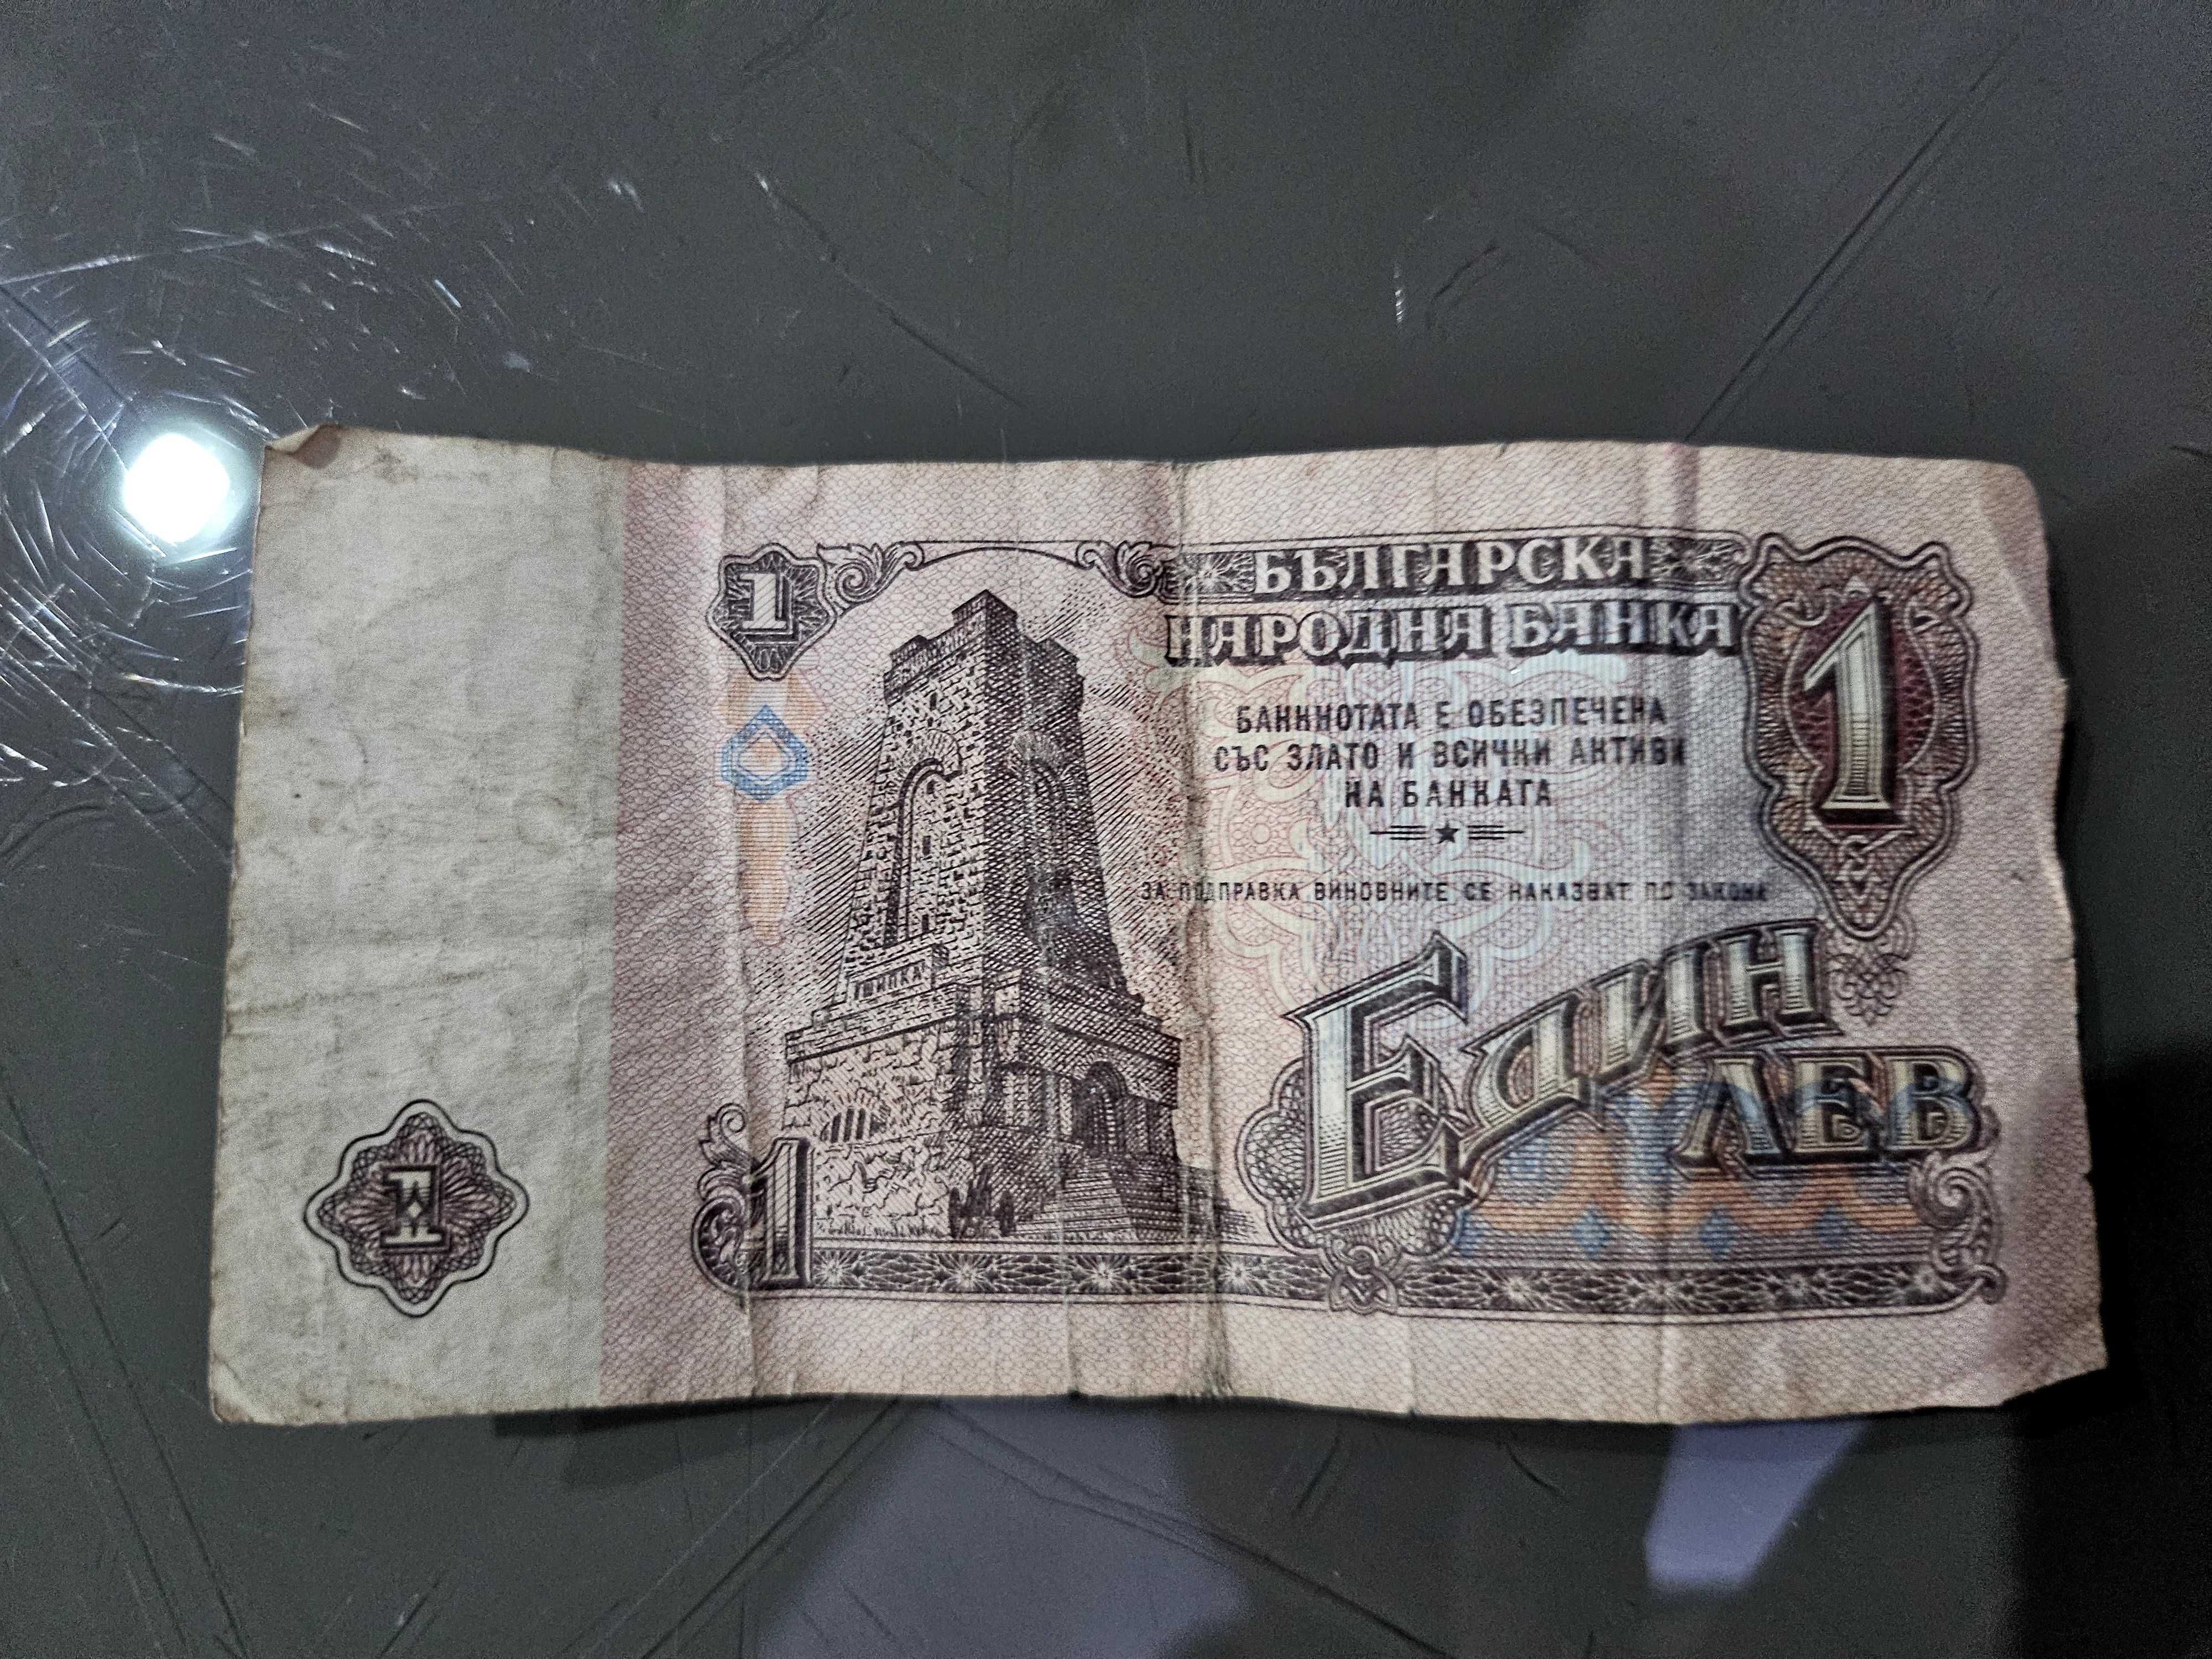 1
БЪЛГАРСКА
НАРОДНА БАНКА
1
БАНКНОТАТА Е ОБЕЗПЕЧЕНА
СЪС ЗЛАТО И ВСИЧКИ АКТИВИ
НА БАНКАТА
ЗА ПОДПРАВКА ВИНОВНИТЕ СЕ НАКАЗВАТ ПО ЗАКОНА
ШИПКА
Един
ЛЕВ
1
1